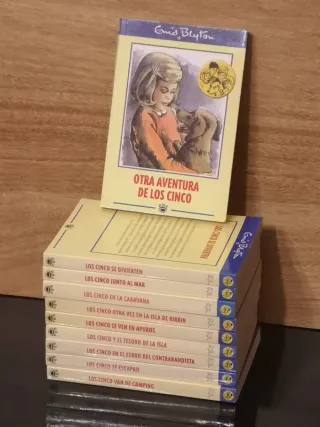 Enid Blyton
OTRA AVENTURA
DE LOS CINCO
Enid Blyton
LOS CINCO SE DIVIERTEN
LOS CINCO JUNTO AL MAR
LOS CINCO EN LA CARAVANA
LOS CINCO OTRA VEZ EN LA ISLA DE KIRRIN
LOS CINCO SE VEN EN APUROS
LOS CINCO Y EL TESORO DE LA ISLA
LOS CINCO EN EL CERRO DEL CONTRABANDISTA
LOS CINCO SE ESCAPAN
LOS CINCO VAN DE CAMPING